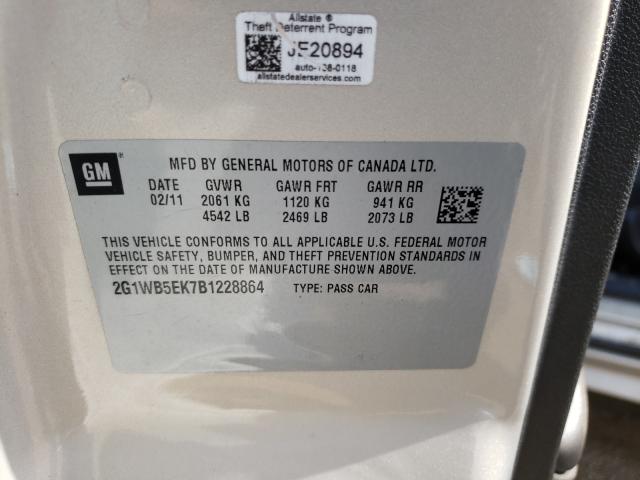 Allstate ®
Theft Deterrent Program
JF20894
auto-138-0118
allstatedealerservices.com
GM
MFD BY GENERAL MOTORS OF CANADA LTD.
DATE GVWR GAWR FRT GAWR RR
02/11 2061 KG 1120 KG 941 KG
4542 LB 2469 LB 2073 LB
THIS VEHICLE CONFORMS TO ALL APPLICABLE U.S. FEDERAL MOTOR
VEHICLE SAFETY, BUMPER, AND THEFT PREVENTION STANDARDS IN
EFFECT ON THE DATE OF MANUFACTURE SHOWN ABOVE.
2G1WB5EK7B1228864 TYPE: PASS CAR